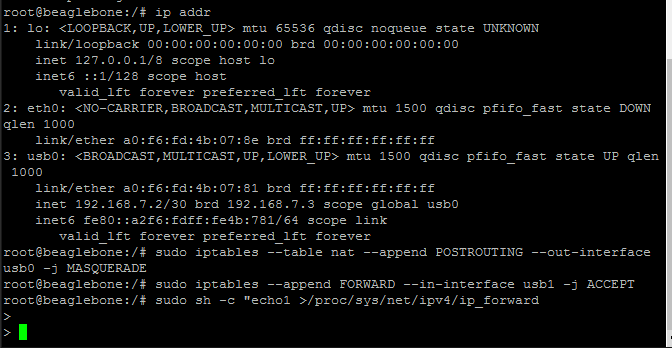 root@beaglebone:/# ip addr
1: lo: <LOOPBACK,UP,LOWER_UP> mtu 65536 qdisc noqueue state UNKNOWN
    link/loopback 00:00:00:00:00:00 brd 00:00:00:00:00:00
    inet 127.0.0.1/8 scope host lo
    inet6 ::1/128 scope host
       valid_lft forever preferred_lft forever
2: eth0: <NO-CARRIER,BROADCAST,MULTICAST,UP> mtu 1500 qdisc pfifo_fast state DOWN
qlen 1000
    link/ether a0:f6:fd:4b:07:8e brd ff:ff:ff:ff:ff:ff
3: usb0: <BROADCAST,MULTICAST,UP,LOWER_UP> mtu 1500 qdisc pfifo_fast state UP qlen
 1000
    link/ether a0:f6:fd:4b:07:81 brd ff:ff:ff:ff:ff:ff
    inet 192.168.7.2/30 brd 192.168.7.3 scope global usb0
    inet6 fe80::a2f6:fdff:fe4b:781/64 scope link
       valid_lft forever preferred_lft forever
root@beaglebone:/# sudo iptables --table nat --append POSTROUTING --out-interface
usb0 -j MASQUERADE
root@beaglebone:/# sudo iptables --append FORWARD --in-interface usb1 -j ACCEPT
root@beaglebone:/# sudo sh -c "echo1 >/proc/sys/net/ipv4/ip_forward
>
>